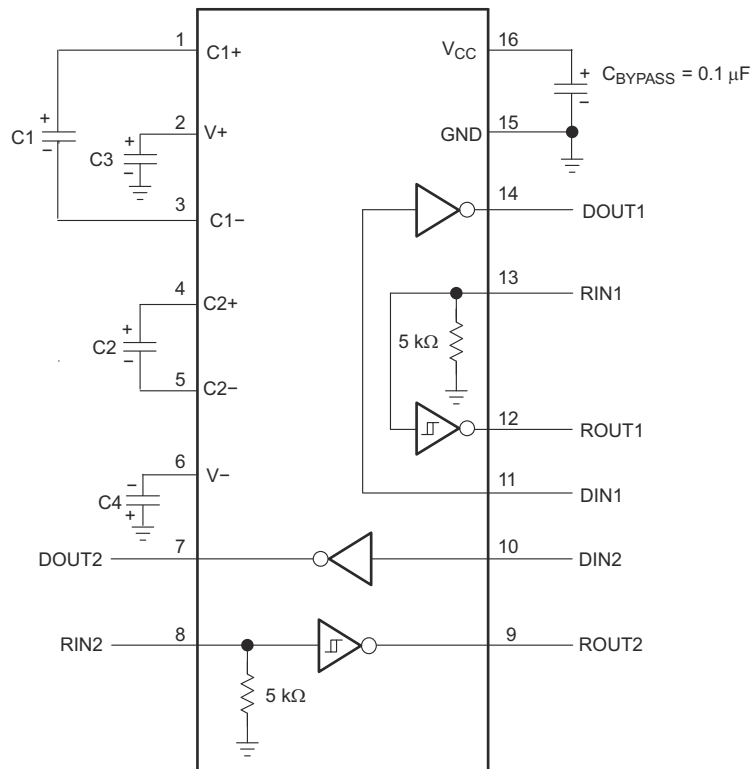 1
C1+
VCC
16
+
CBYPASS = 0.1 µF
-
+
C1
-
2
V+
+
C3
-
GND
15
3
C1−
14
DOUT1
4
C2+
13
RIN1
+
C2
-
5 kΩ
5
C2−
12
ROUT1
6
V−
-
C4
+
11
DIN1
DOUT2
7
10
DIN2
RIN2
8
9
ROUT2
5 kΩ